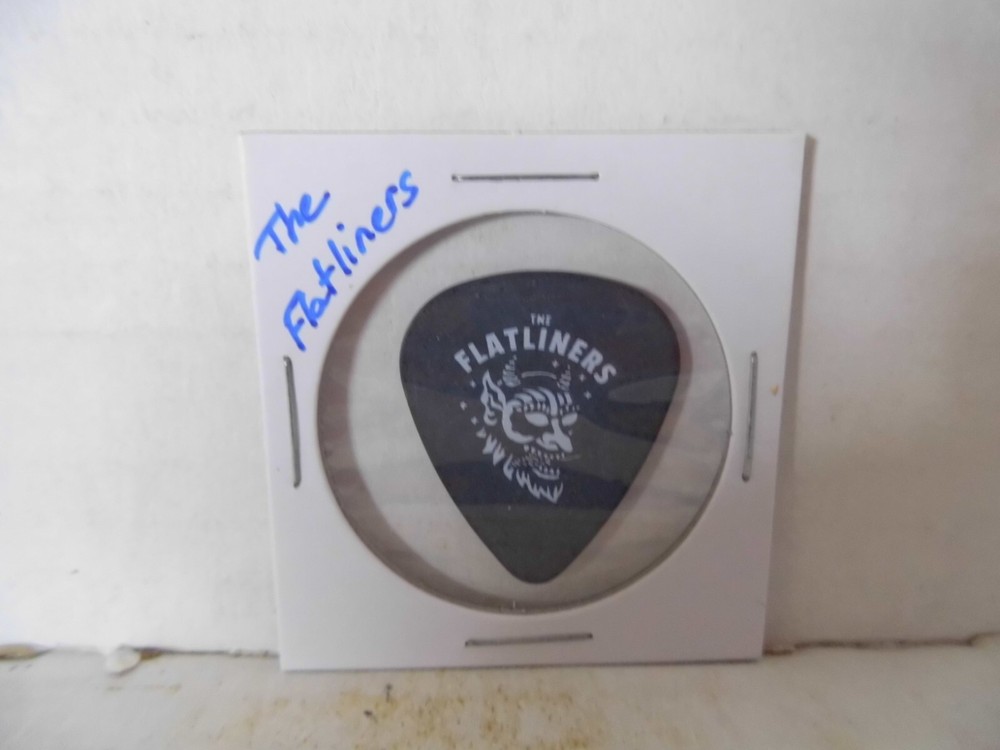 The
Flatliners
THE
FLATLINERS